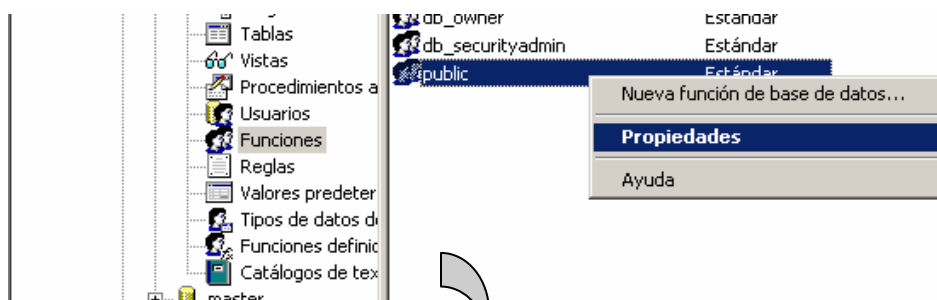 Tablas
Vistas
Procedimientos a
Usuarios
Funciones
Reglas
Valores predeter
Tipos de datos d
Funciones definic
Catálogos de tex
master
db_owner Estándar
db_securityadmin Estándar
public Estándar
Nueva función de base de datos...
Propiedades
Ayuda